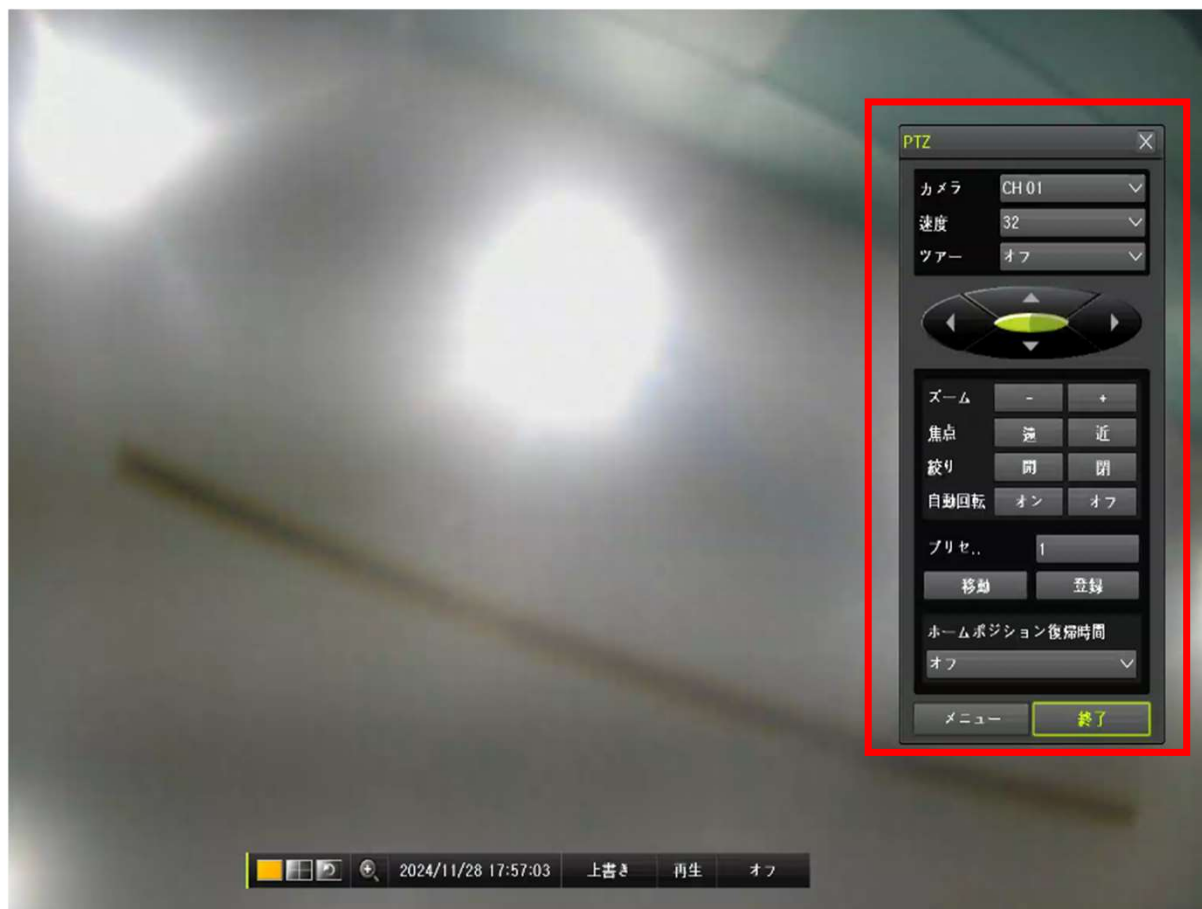 PTZ
カメラ CH 01
速度 32
ツアー オフ
ズーム - +
焦点 遠 近
絞り 開 閉
自動回転 オン オフ
プリセ.. 1
移動 登録
ホームポジション復帰時間
オフ
メニュー 終了
2024/11/28 17:57:03 上書き 再生 オフ